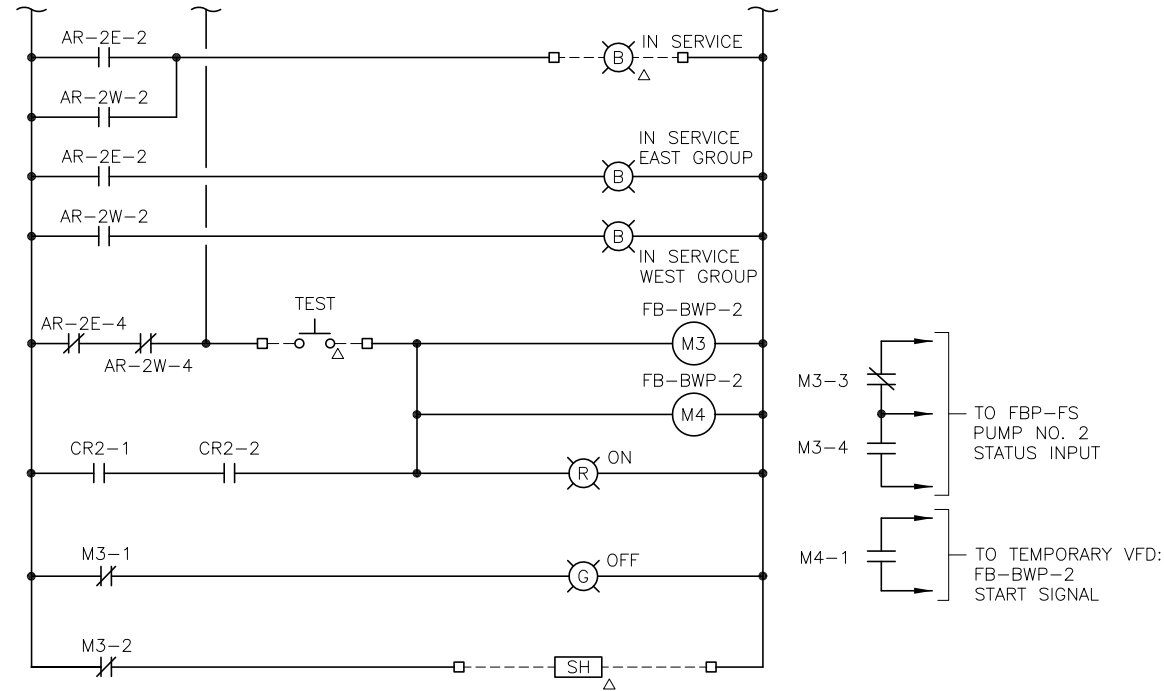 AR-2E-2
IN SERVICE
B
AR-2W-2
AR-2E-2
IN SERVICE
EAST GROUP
B
AR-2W-2
B
IN SERVICE
WEST GROUP
TEST
FB-BWP-2
AR-2E-4
AR-2W-4
M3
FB-BWP-2
M4
CR2-1
CR2-2
ON
R
M3-1
OFF
G
M3-2
SH
M3-3
M3-4
TO FBP-FS
PUMP NO. 2
STATUS INPUT
M4-1
TO TEMPORARY VFD:
FB-BWP-2
START SIGNAL